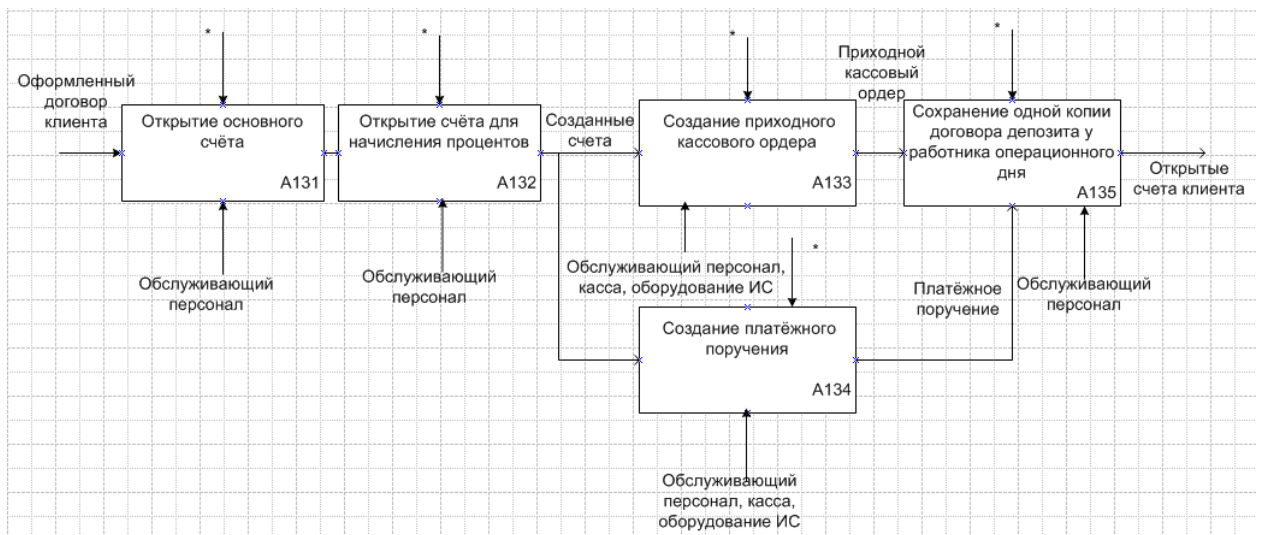 *
*
*
*
Оформленный
договор
клиента
Открытие основного
счёта
A131
Обслуживающий
персонал
Открытие счёта для
начисления процентов
A132
Обслуживающий
персонал
Созданные
счета
Создание приходного
кассового ордера
A133
Обслуживающий персонал,
касса, оборудование ИС
Приходной
кассовый
ордер
Сохранение одной копии
договора депозита у
работника операционного
дня
A135
Открытые
счета клиента
*
Создание платёжного
поручения
A134
Обслуживающий
персонал, касса,
оборудование ИС
Платёжное
поручение
Обслуживающий
персонал